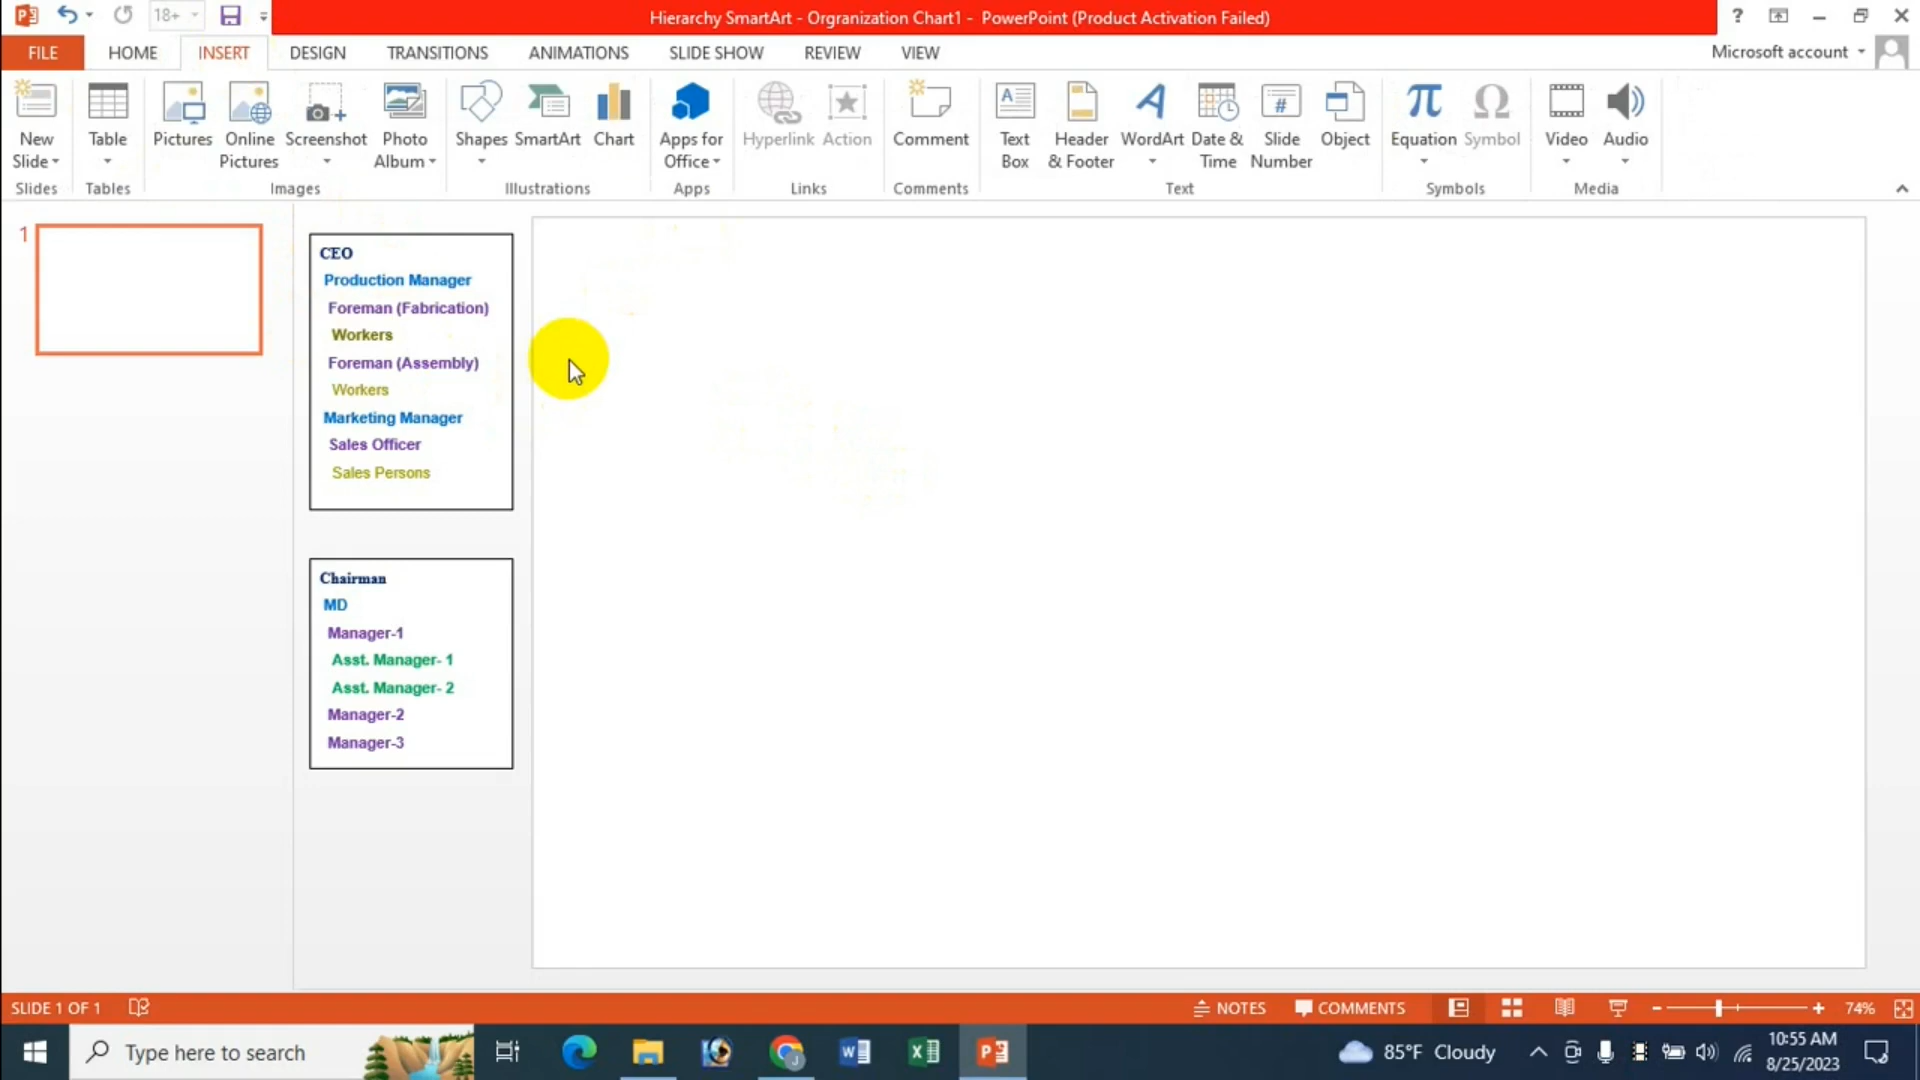 18+
Hierarchy SmartArt - Orgranization Chart1 - PowerPoint (Product Activation Failed)
?
FILE HOME INSERT DESIGN TRANSITIONS ANIMATIONS SLIDE SHOW REVIEW VIEW
Microsoft account
New Slide
Table
Pictures
Online Pictures
Screenshot
Photo Album
Shapes
SmartArt
Chart
Apps for Office
Hyperlink
Action
Comment
Text Box
Header & Footer
WordArt
Date & Time
Slide Number
Object
Equation
Symbol
Video
Audio
Slides Tables Images Illustrations Apps Links Comments Text Symbols Media
1
CEO
Production Manager
Foreman (Fabrication)
Workers
Foreman (Assembly)
Workers
Marketing Manager
Sales Officer
Sales Persons
Chairman
MD
Manager-1
Asst. Manager- 1
Asst. Manager- 2
Manager-2
Manager-3
SLIDE 1 OF 1
NOTES COMMENTS
74%
Type here to search
85°F Cloudy
10:55 AM
8/25/2023